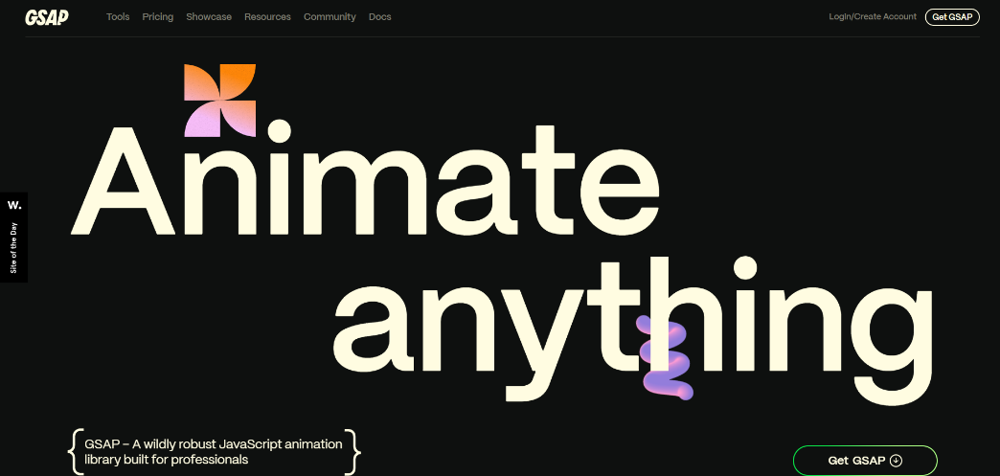 GSAP
Tools Pricing Showcase Resources Community Docs
LogIn/Create Account
Get GSAP
Animate
W.
Site of the Day
anything
{GSAP – A wildly robust JavaScript animation
library built for professionals}
Get GSAP